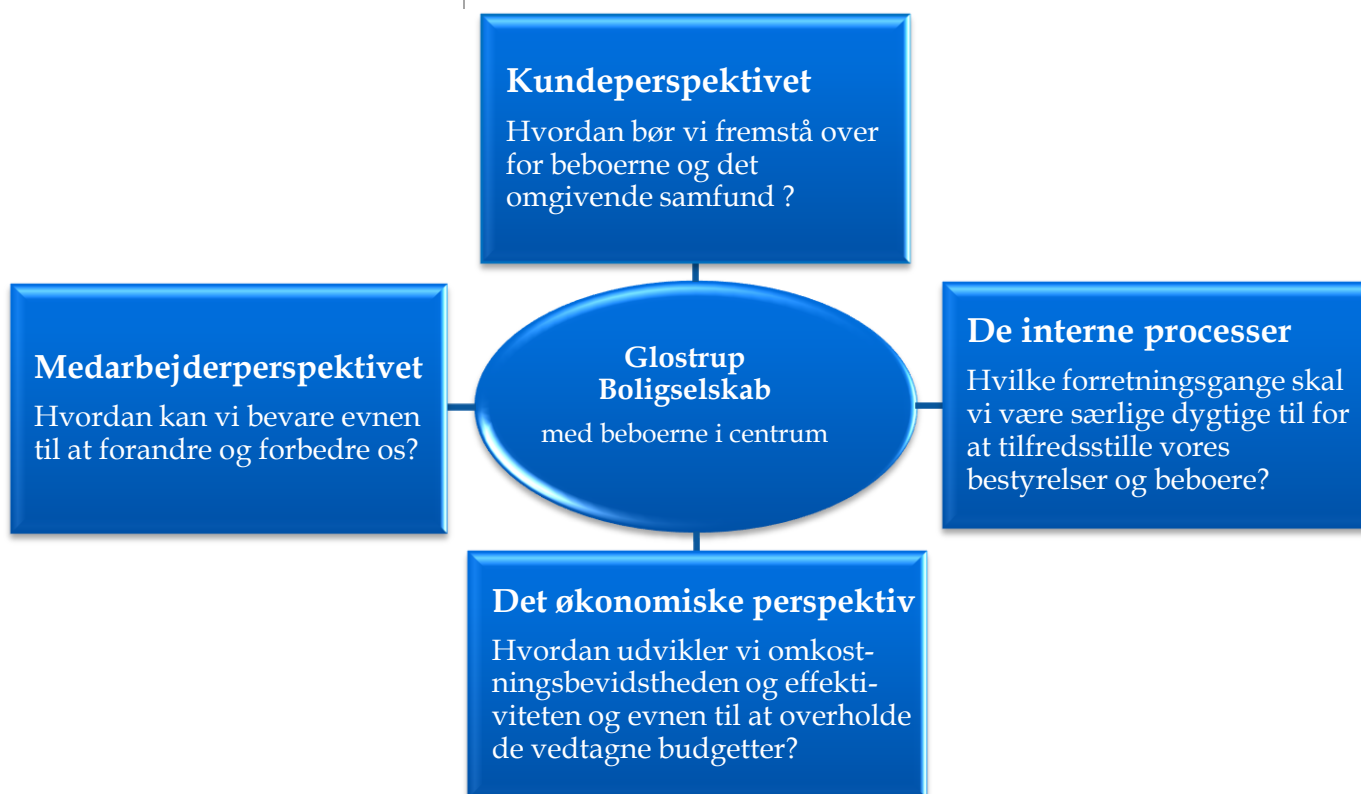 Kundeperspektivet
Hvordan bør vi fremstå over
for beboerne og det
omgivende samfund ?
Medarbejderperspektivet
Hvordan kan vi bevare evnen
til at forandre og forbedre os?
Glostrup
Boligselskab
med beboerne i centrum
De interne processer
Hvilke forretningsgange skal
vi være særlige dygtige til for
at tilfredsstille vores
bestyrelser og beboere?
Det økonomiske perspektiv
Hvordan udvikler vi omkost-
ningsbevidstheden og effekti-
viteten og evnen til at overholde
de vedtagne budgetter?